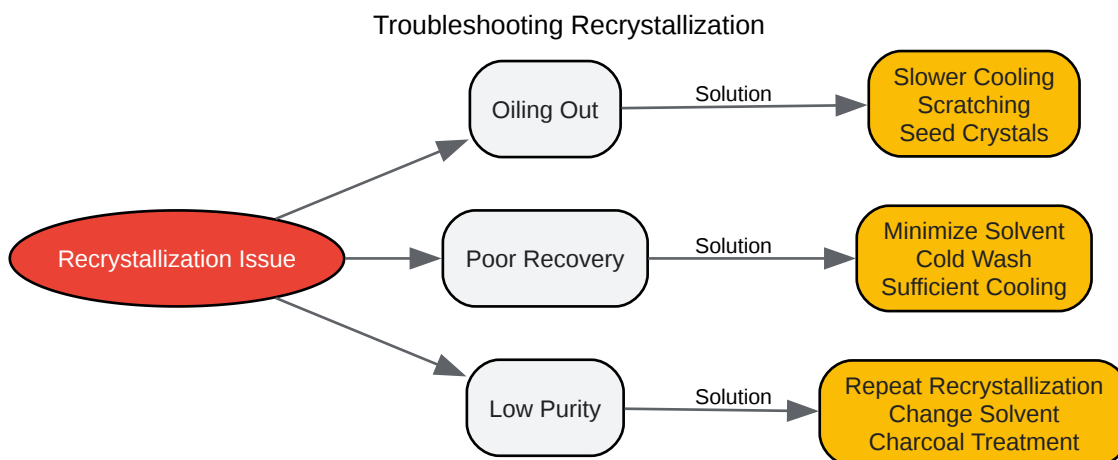 Troubleshooting Recrystallization
Recrystallization Issue
Oiling Out
Solution
Slower Cooling
Scratching
Seed Crystals
Poor Recovery
Solution
Minimize Solvent
Cold Wash
Sufficient Cooling
Low Purity
Solution
Repeat Recrystallization
Change Solvent
Charcoal Treatment